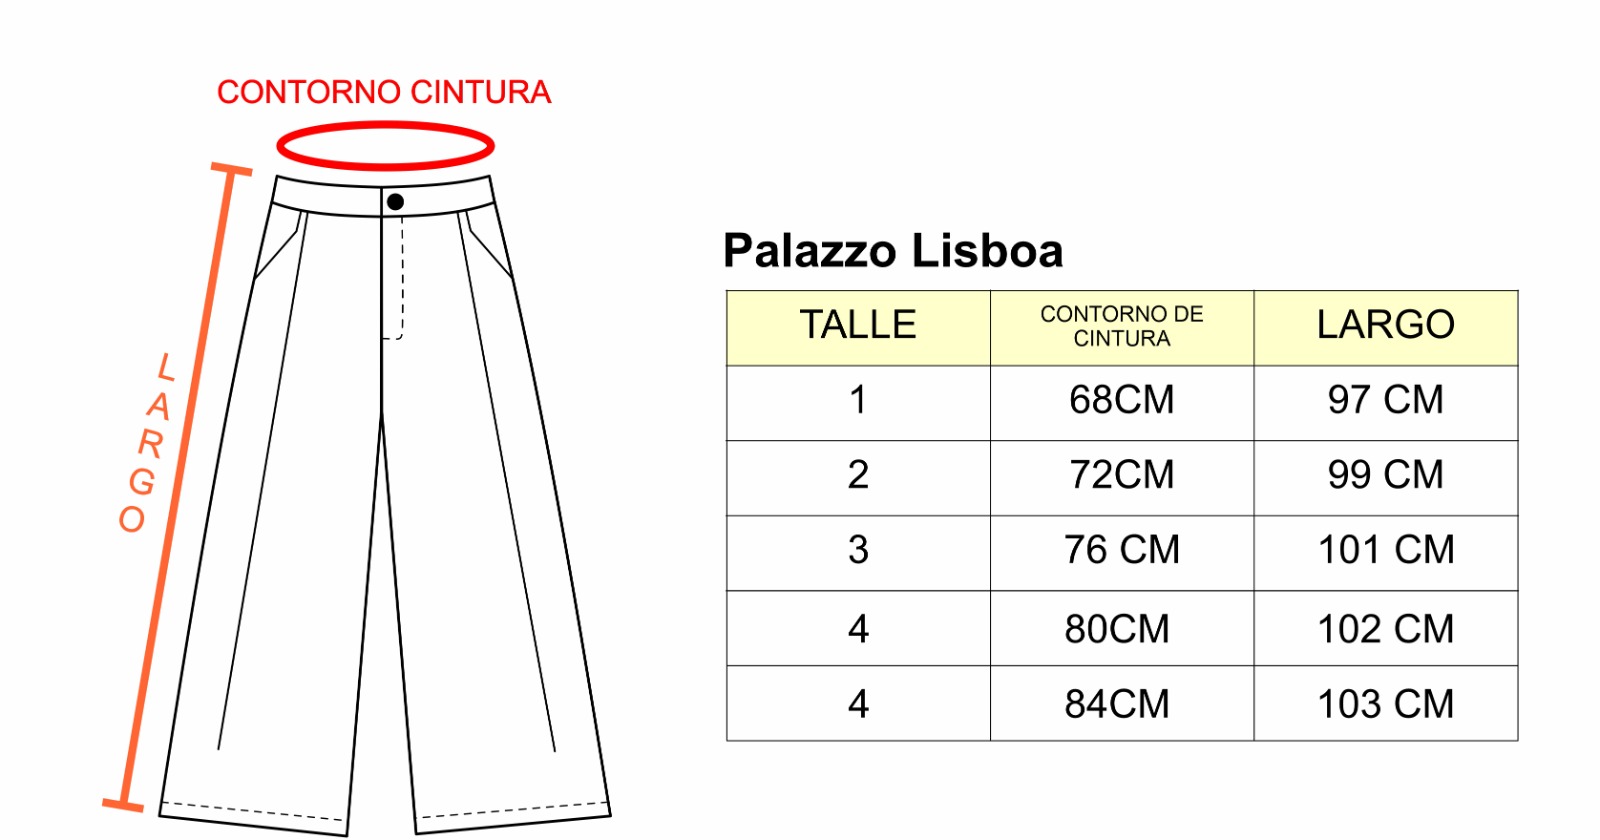 CONTORNO CINTURA
LARGO
Palazzo Lisboa
TALLE CONTORNO DE CINTURA LARGO
1 68CM 97 CM
2 72CM 99 CM
3 76 CM 101 CM
4 80CM 102 CM
4 84CM 103 CM